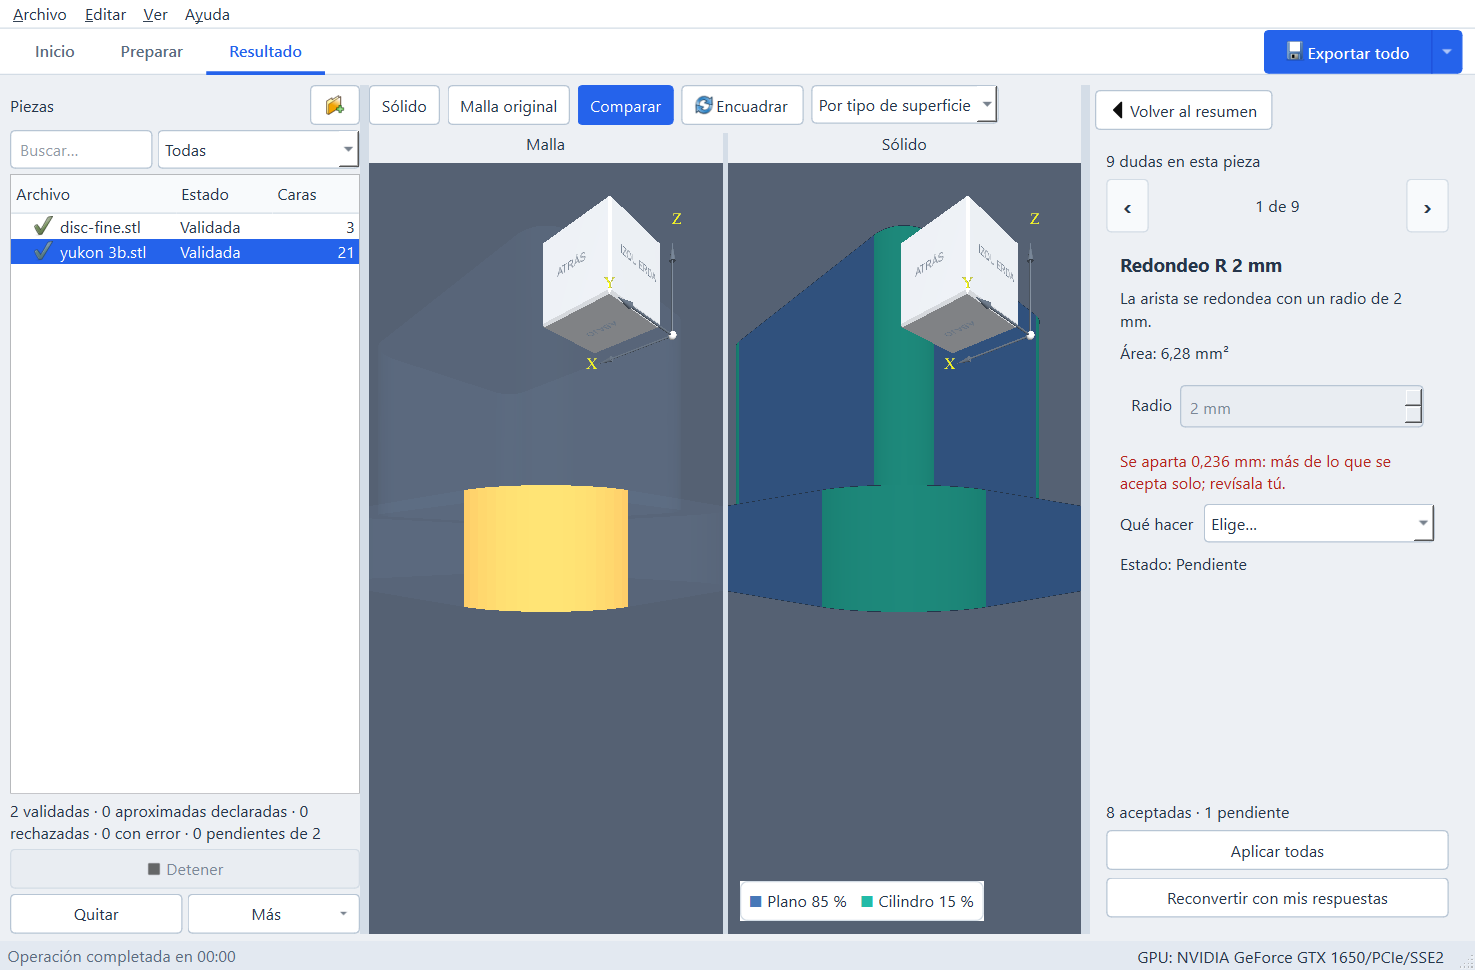 Archivo Editar Ver Ayuda
Inicio Preparar Resultado
Exportar todo
Piezas
Sólido Malla original Comparar Encuadrar Por tipo de superficie
Volver al resumen
Buscar... Todas
Malla Sólido
9 dudas en esta pieza
Archivo Estado Caras
‹ 1 de 9 ›
disc-fine.stl Validada 3
yukon 3b.stl Validada 21
Z
ATRÁS
Y
X
Z
ATRÁS
Y
X
Redondeo R 2 mm
La arista se redondea con un radio de 2
mm.
Área: 6,28 mm²
Radio 2 mm
Se aparta 0,236 mm: más de lo que se
acepta solo; revísala tú.
Qué hacer Elige...
Estado: Pendiente
2 validadas · 0 aproximadas declaradas · 0
rechazadas · 0 con error · 0 pendientes de 2
8 aceptadas · 1 pendiente
Detener
Aplicar todas
Plano 85 % Cilindro 15 %
Quitar Más
Reconvertir con mis respuestas
Operación completada en 00:00
GPU: NVIDIA GeForce GTX 1650/PCIe/SSE2